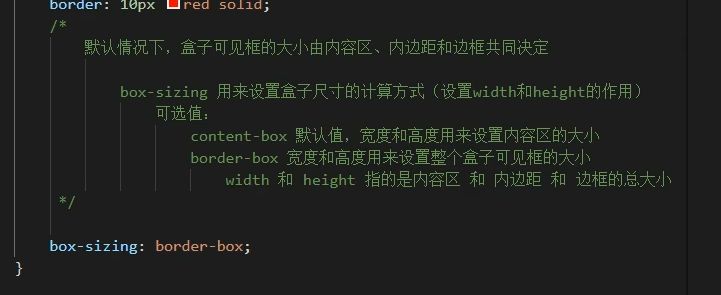 border: 10px red solid;
/*
默认情况下，盒子可见框的大小由内容区、内边距和边框共同决定
box-sizing 用来设置盒子尺寸的计算方式（设置width和height的作用）
可选值：
content-box 默认值，宽度和高度用来设置内容区的大小
border-box 宽度和高度用来设置整个盒子可见框的大小
width 和 height 指的是内容区 和 内边距 和 边框的总大小
*/
box-sizing: border-box;
}